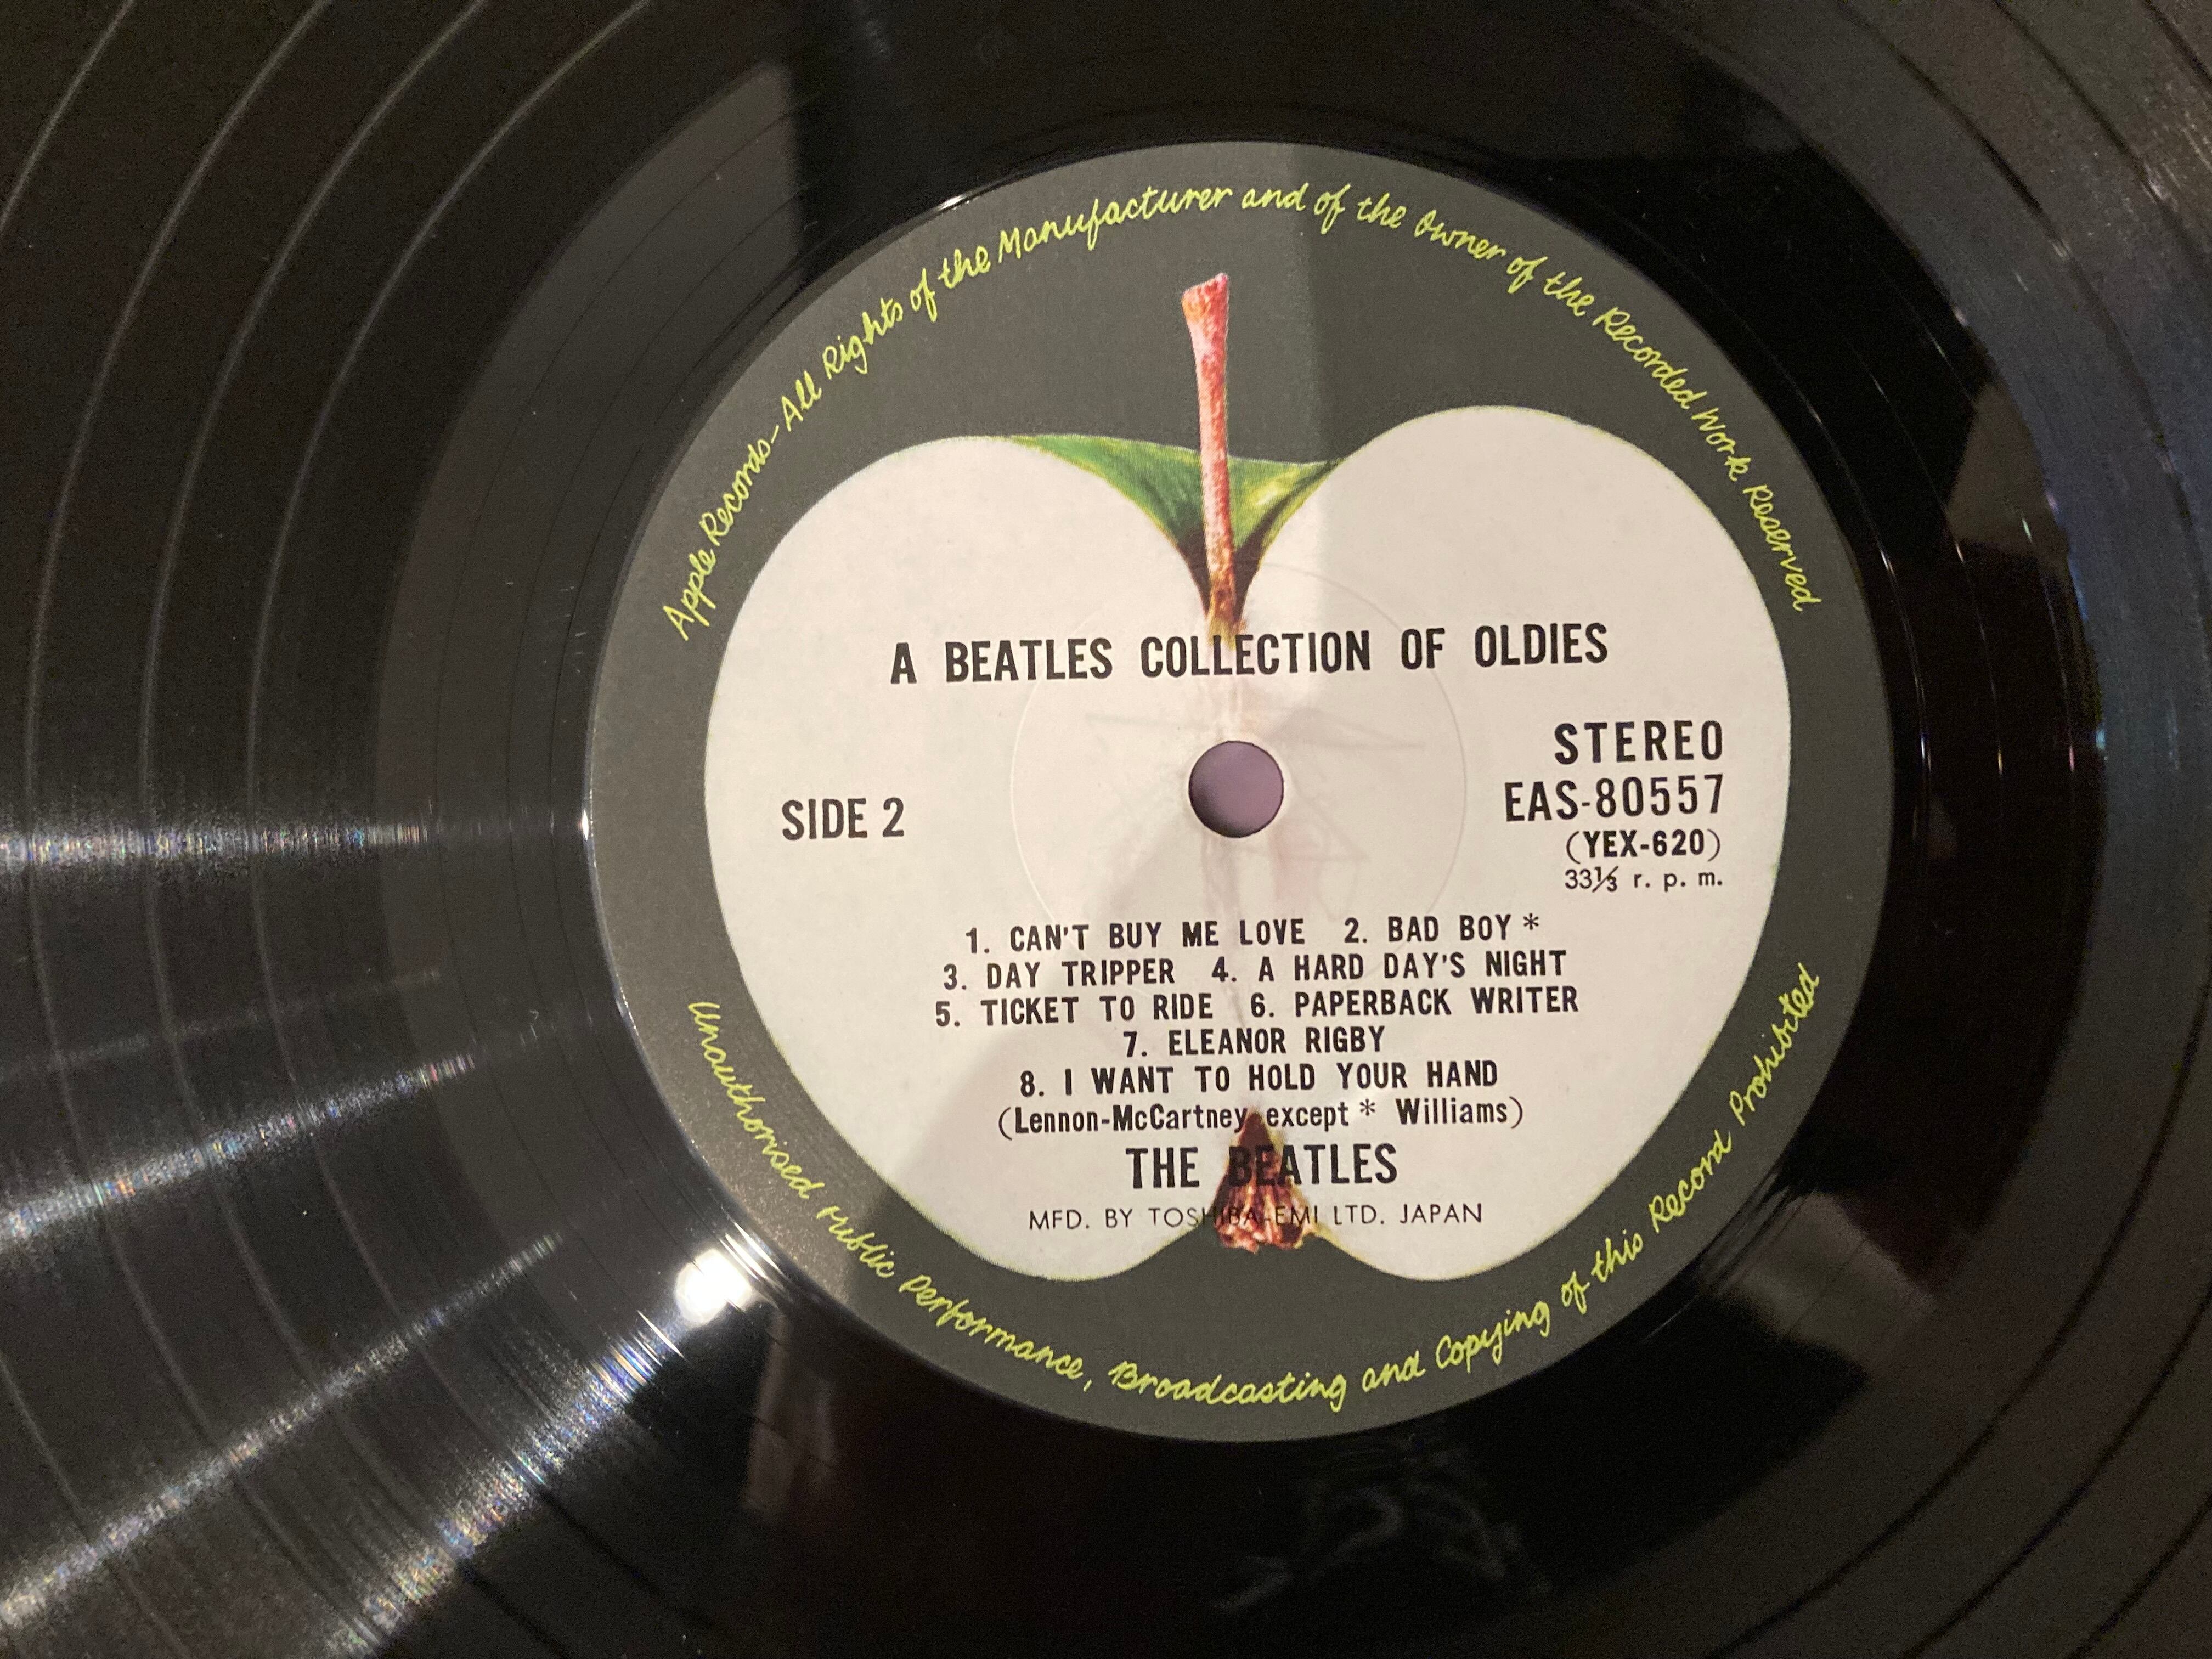 Apple Records-All Rights of the Manufacturer and of the Owner of the Recorded Work Reserved
A BEATLES COLLECTION OF OLDIES
STEREO
SIDE 2
EAS-80557
(YEX-620)
33⅓ r. p. m.
1. CAN'T BUY ME LOVE 2. BAD BOY *
3. DAY TRIPPER 4. A HARD DAY'S NIGHT
5. TICKET TO RIDE 6. PAPERBACK WRITER
7. ELEANOR RIGBY
8. I WANT TO HOLD YOUR HAND
(Lennon-McCartney except * Williams)
THE BEATLES
MFD. BY TOSHIBA-EMI LTD. JAPAN
Unauthorised Public Performance, Broadcasting and Copying of this Record Prohibited